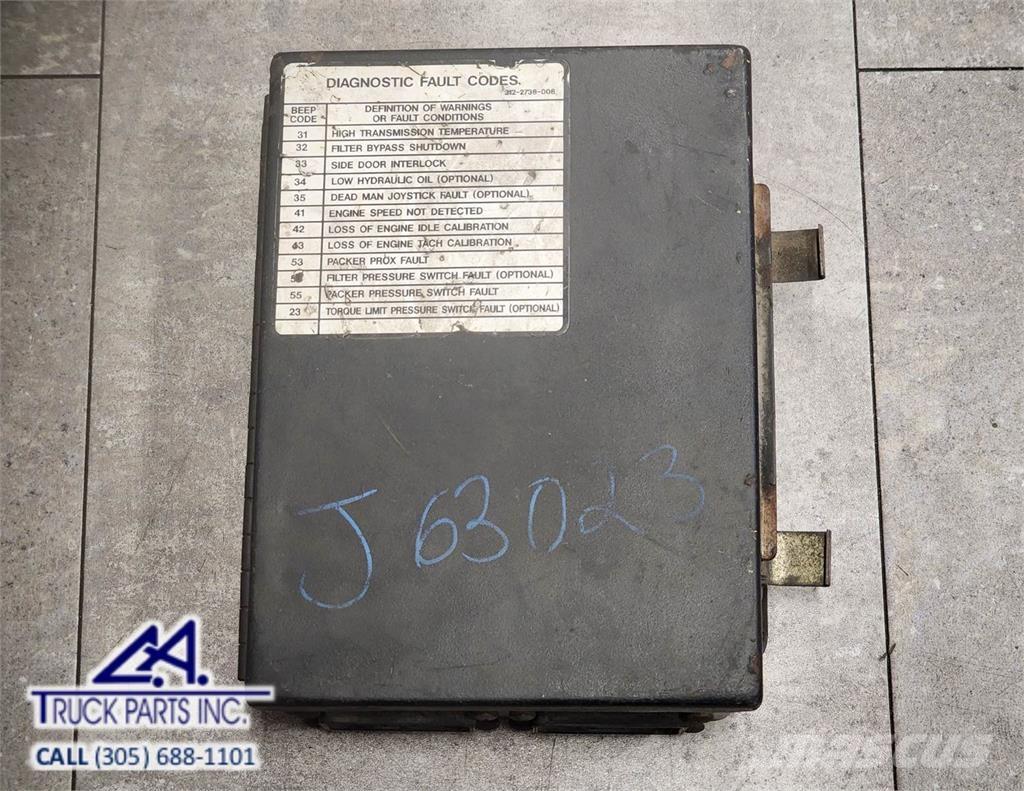 DIAGNOSTIC FAULT CODES.
312-2738-006
BEEP CODE DEFINITION OF WARNINGS OR FAULT CONDITIONS
31 HIGH TRANSMISSION TEMPERATURE
32 FILTER BYPASS SHUTDOWN
33 SIDE DOOR INTERLOCK
34 LOW HYDRAULIC OIL (OPTIONAL)
35 DEAD MAN JOYSTICK FAULT (OPTIONAL)
41 ENGINE SPEED NOT DETECTED
42 LOSS OF ENGINE IDLE CALIBRATION
43 LOSS OF ENGINE TACH CALIBRATION
53 PACKER PROX FAULT
FILTER PRESSURE SWITCH FAULT (OPTIONAL)
55 PACKER PRESSURE SWITCH FAULT
23 TORQUE LIMIT PRESSURE SWITCH FAULT (OPTIONAL)
J63023
C.A.
TRUCK PARTS INC.
CALL (305) 688-1101
mascus